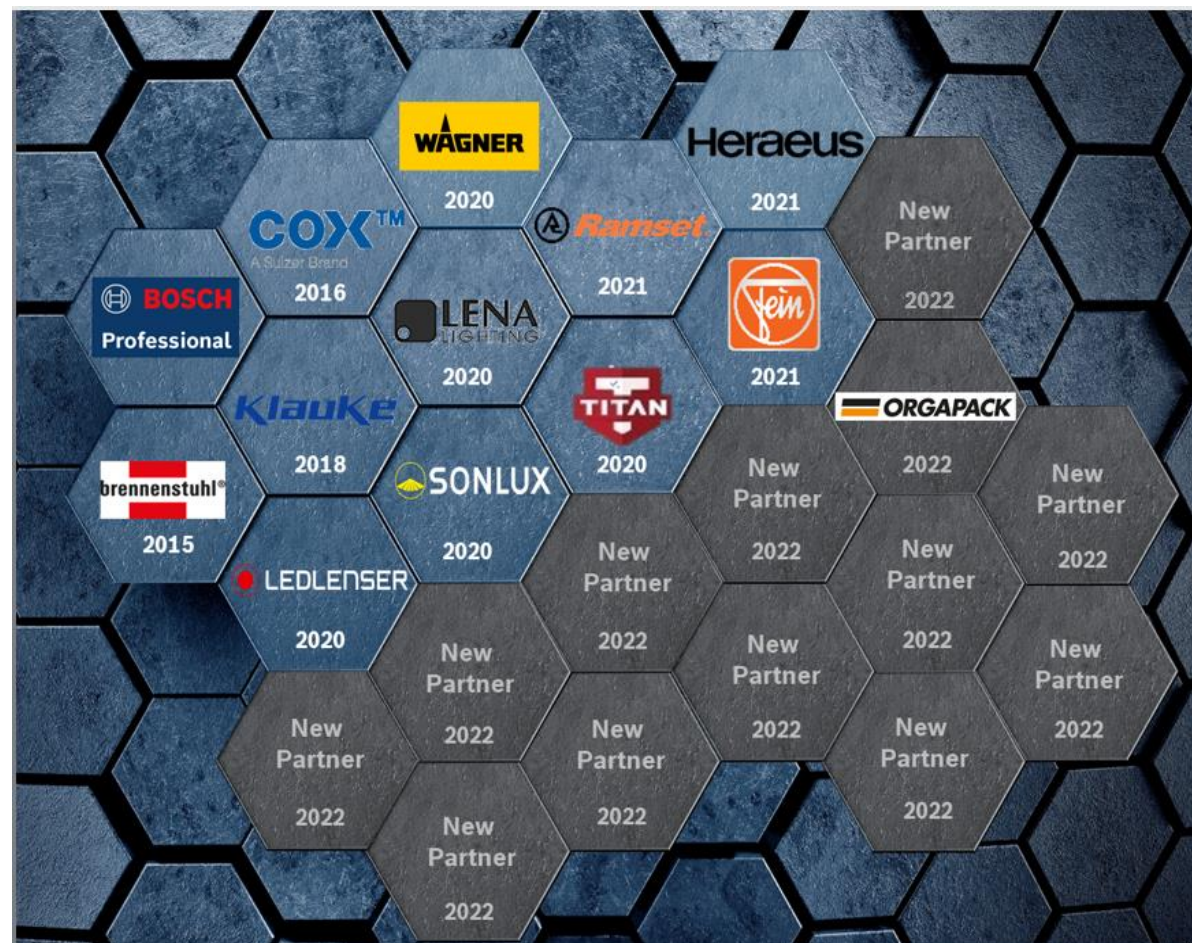 WAGNER
2020
Heraeus
2021
New
Partner
2022
COX™
A Sulzer Brand
2016
Ramset
2021
BOSCH
Professional
LENA
LIGHTING
2020
fein
2021
Klauke
2018
TITAN
2020
ORGAPACK
2022
brennenstuhl®
2015
SONLUX
2020
New
Partner
2022
New
Partner
2022
LEDLENSER
2020
New
Partner
2022
New
Partner
2022
New
Partner
2022
New
Partner
2022
New
Partner
2022
New
Partner
2022
New
Partner
2022
New
Partner
2022
New
Partner
2022